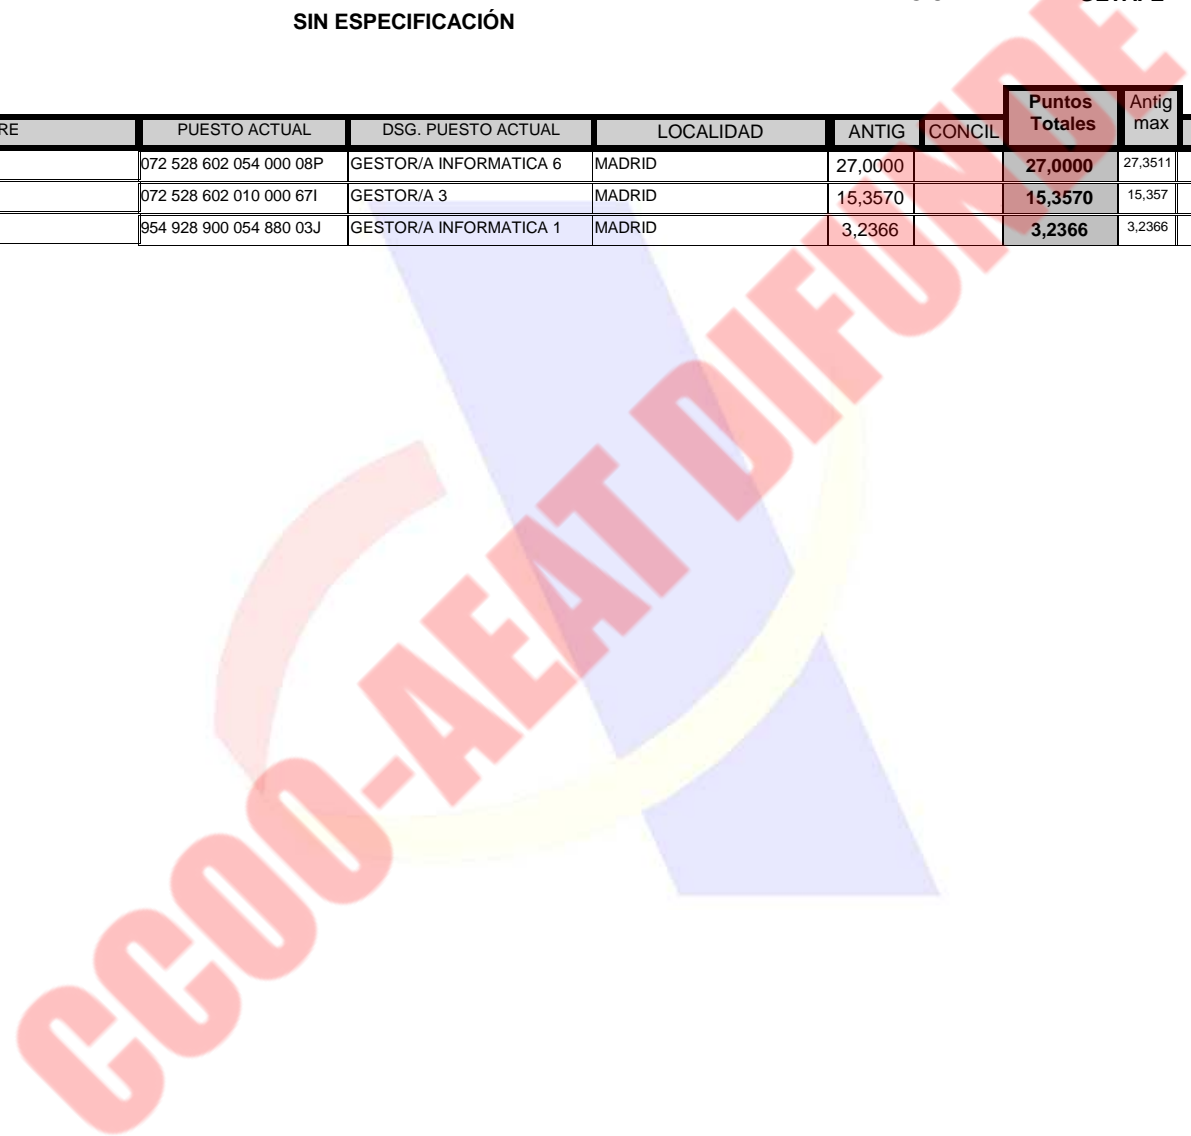 SIN ESPECIFICACIÓN
RE PUESTO ACTUAL DSG. PUESTO ACTUAL LOCALIDAD ANTIG CONCIL Puntos Totales Antig max
072 528 602 054 000 08P GESTOR/A INFORMATICA 6 MADRID 27,0000 27,0000 27,3511
072 528 602 010 000 67I GESTOR/A 3 MADRID 15,3570 15,3570 15,357
954 928 900 054 880 03J GESTOR/A INFORMATICA 1 MADRID 3,2366 3,2366 3,2366
CCOO-AEAT DIFUNDE